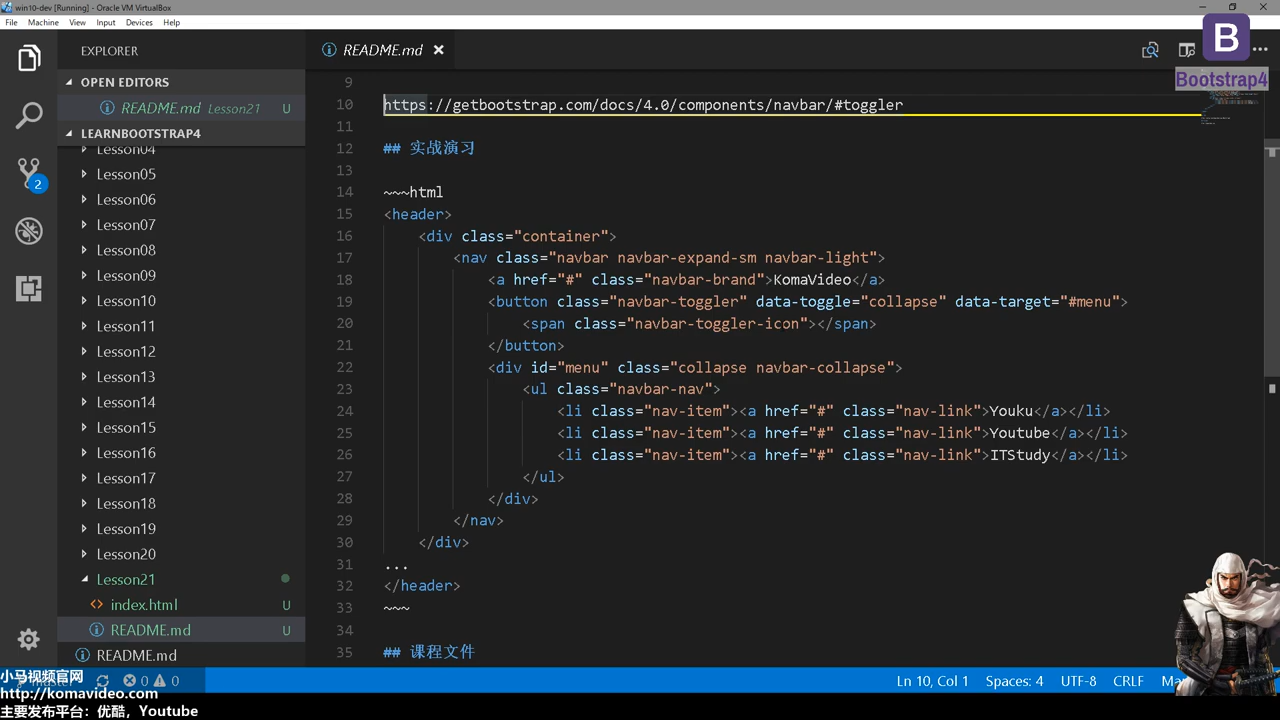 win10-dev [Running] - Oracle VM VirtualBox
File Machine View Input Devices Help
EXPLORER
OPEN EDITORS
README.md Lesson21 U
LEARNBOOTSTRAP4
Lesson04
Lesson05
Lesson06
Lesson07
Lesson08
Lesson09
Lesson10
Lesson11
Lesson12
Lesson13
Lesson14
Lesson15
Lesson16
Lesson17
Lesson18
Lesson19
Lesson20
Lesson21
index.html U
README.md U
README.md
2
README.md
B
Bootstrap4
9
10 https://getbootstrap.com/docs/4.0/components/navbar/#toggler
11
12 ## 实战演习
13
14 ~~~html
15 <header>
16 <div class="container">
17 <nav class="navbar navbar-expand-sm navbar-light">
18 <a href="#" class="navbar-brand">KomaVideo</a>
19 <button class="navbar-toggler" data-toggle="collapse" data-target="#menu">
20 <span class="navbar-toggler-icon"></span>
21 </button>
22 <div id="menu" class="collapse navbar-collapse">
23 <ul class="navbar-nav">
24 <li class="nav-item"><a href="#" class="nav-link">Youku</a></li>
25 <li class="nav-item"><a href="#" class="nav-link">Youtube</a></li>
26 <li class="nav-item"><a href="#" class="nav-link">ITStudy</a></li>
27 </ul>
28 </div>
29 </nav>
30 </div>
31 ...
32 </header>
33 ~~~
34
35 ## 课程文件
0 0 Ln 10, Col 1 Spaces: 4 UTF-8 CRLF
小马视频官网
http://komavideo.com
主要发布平台: 优酷, Youtube